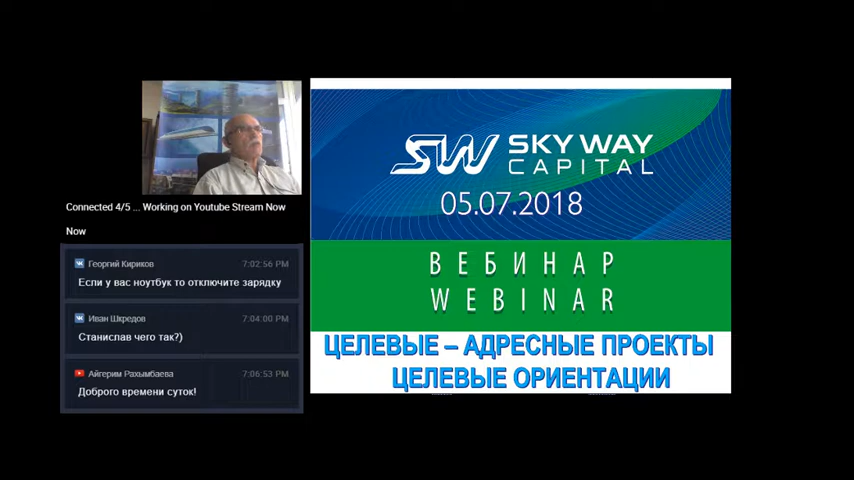 Connected 4/5 ... Working on Youtube Stream Now
Now
Георгий Кириков 7:02:56 PM
Если у вас ноутбук то отключите зарядку
Иван Шкредов 7:04:00 PM
Станислав чего так?)
Айгерим Рахымбаева 7:06:53 PM
Доброго времени суток!
SW SKY WAY
CAPITAL
05.07.2018
ВЕБИНАР
WEBINAR
ЦЕЛЕВЫЕ – АДРЕСНЫЕ ПРОЕКТЫ
ЦЕЛЕВЫЕ ОРИЕНТАЦИИ